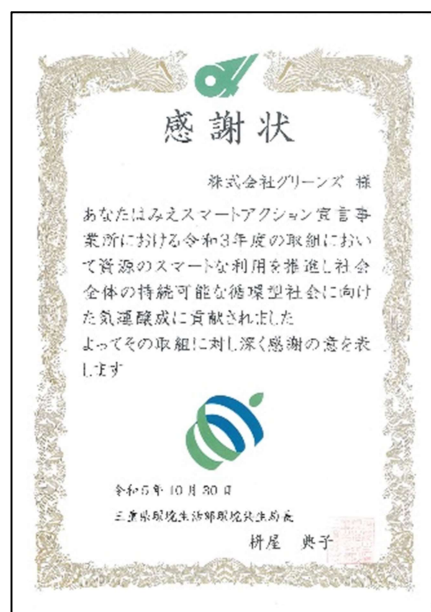 感謝状
株式会社グリーンズ 様
あなたはみえスマートアクション宣言事
業所における令和3年度の取組におい
て資源のスマートな利用を推進し社会
全体の持続可能な循環型社会に向け
た気運醸成に貢献されました
よってその取組に対し深く感謝の意を表
します
令和5年10月30日
三重県環境生活部環境共生局長
枡屋 典子